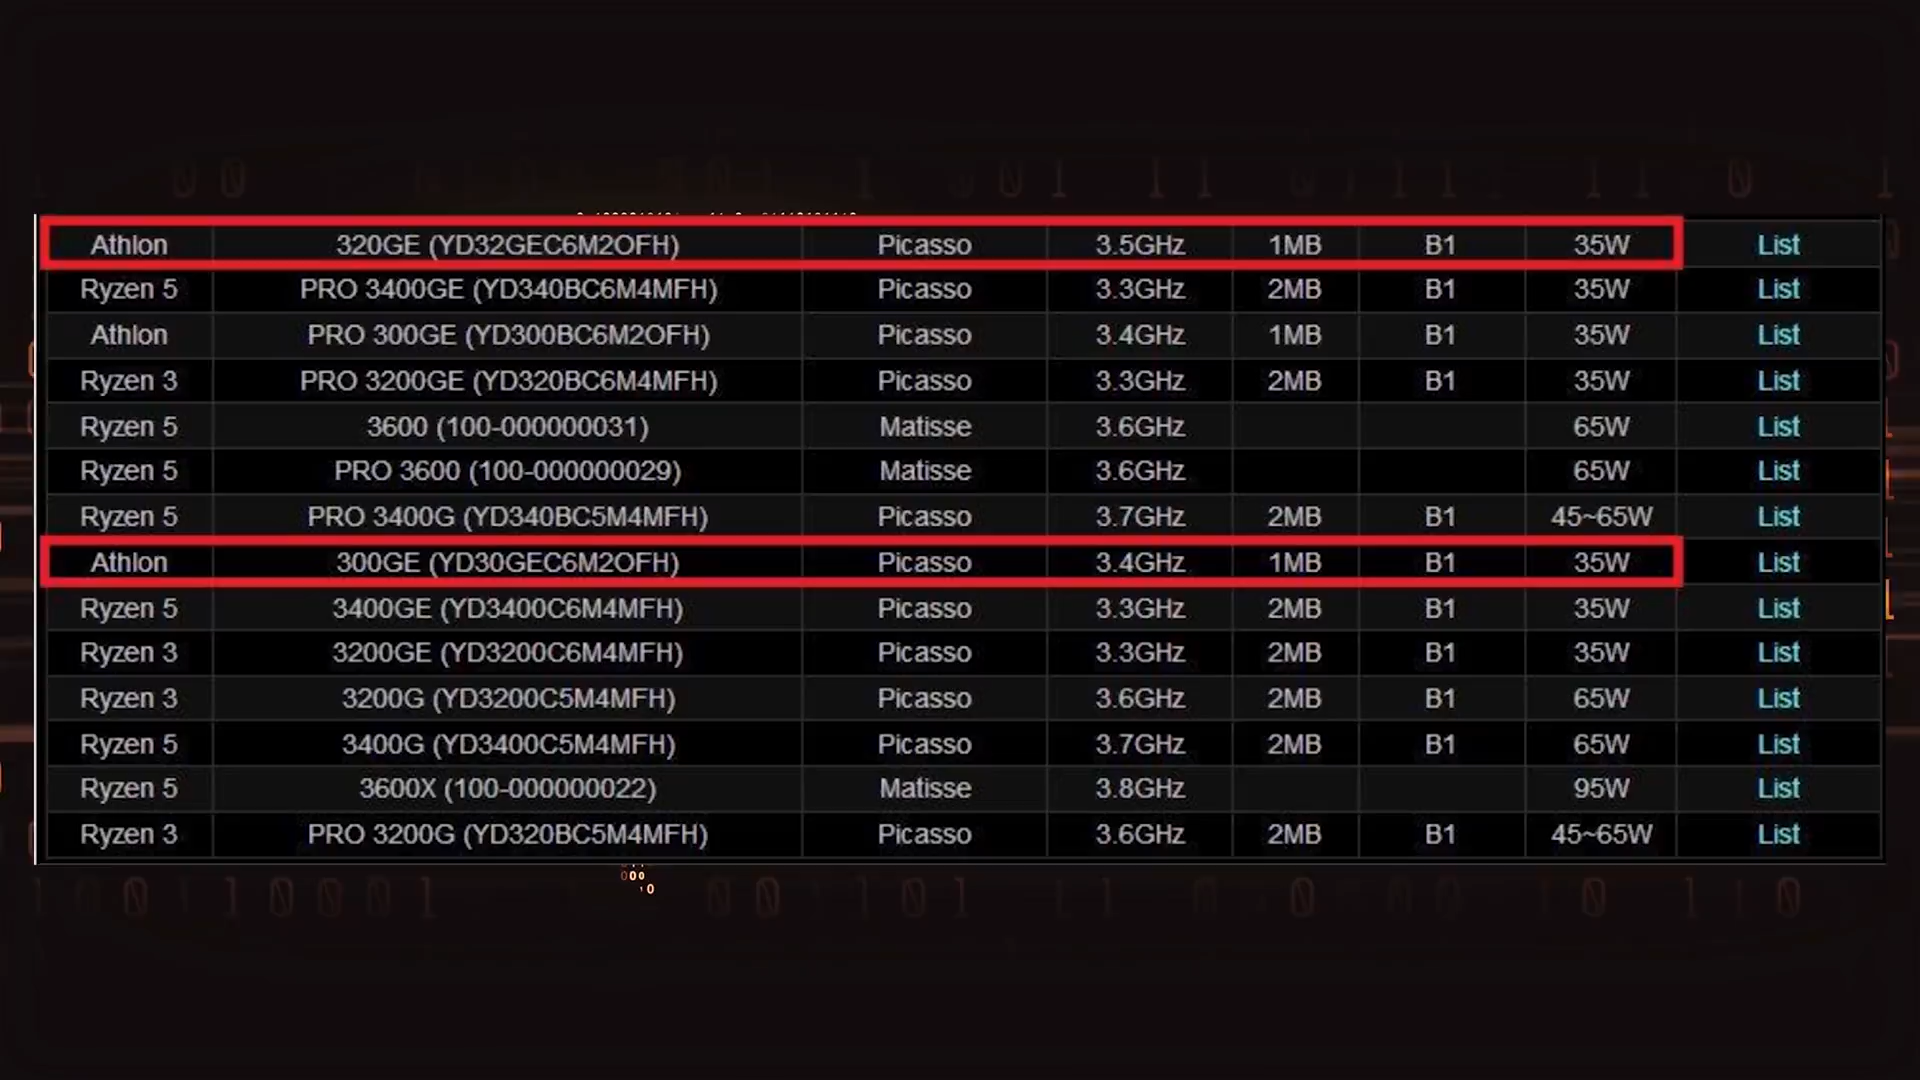 Athlon 320GE (YD32GEC6M2OFH) Picasso 3.5GHz 1MB B1 35W List
Ryzen 5 PRO 3400GE (YD340BC6M4MFH) Picasso 3.3GHz 2MB B1 35W List
Athlon PRO 300GE (YD300BC6M2OFH) Picasso 3.4GHz 1MB B1 35W List
Ryzen 3 PRO 3200GE (YD320BC6M4MFH) Picasso 3.3GHz 2MB B1 35W List
Ryzen 5 3600 (100-000000031) Matisse 3.6GHz 65W List
Ryzen 5 PRO 3600 (100-000000029) Matisse 3.6GHz 65W List
Ryzen 5 PRO 3400G (YD340BC5M4MFH) Picasso 3.7GHz 2MB B1 45~65W List
Athlon 300GE (YD30GEC6M2OFH) Picasso 3.4GHz 1MB B1 35W List
Ryzen 5 3400GE (YD3400C6M4MFH) Picasso 3.3GHz 2MB B1 35W List
Ryzen 3 3200GE (YD3200C6M4MFH) Picasso 3.3GHz 2MB B1 35W List
Ryzen 3 3200G (YD3200C5M4MFH) Picasso 3.6GHz 2MB B1 65W List
Ryzen 5 3400G (YD3400C5M4MFH) Picasso 3.7GHz 2MB B1 65W List
Ryzen 5 3600X (100-000000022) Matisse 3.8GHz 95W List
Ryzen 3 PRO 3200G (YD320BC5M4MFH) Picasso 3.6GHz 2MB B1 45~65W List